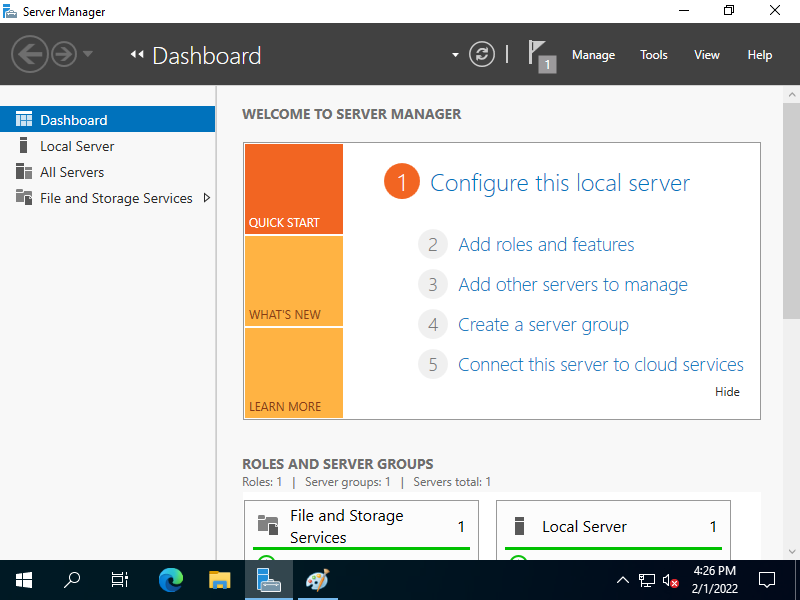 Server Manager
Dashboard
1
Manage
Tools
View
Help
Dashboard
Local Server
All Servers
File and Storage Services
WELCOME TO SERVER MANAGER
QUICK START
WHAT'S NEW
LEARN MORE
1 Configure this local server
2 Add roles and features
3 Add other servers to manage
4 Create a server group
5 Connect this server to cloud services
Hide
ROLES AND SERVER GROUPS
Roles: 1 | Server groups: 1 | Servers total: 1
File and Storage
Services
1
Local Server
1
4:26 PM
2/1/2022